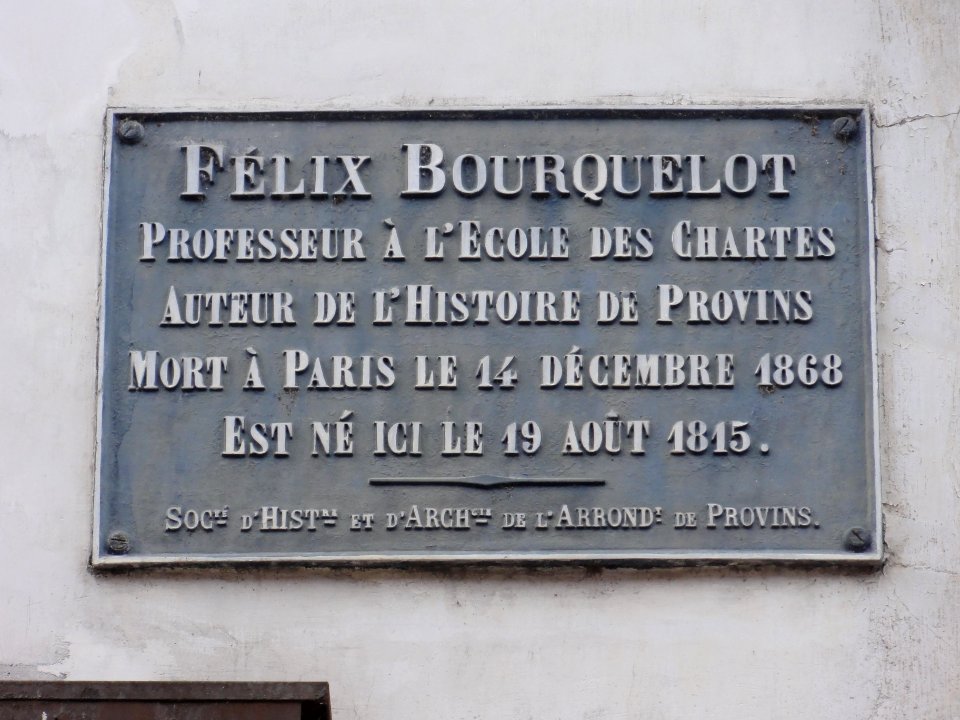 FÉLIX BOURQUELOT
PROFESSEUR À L'ECOLE DES CHARTES
AUTEUR DE L'HISTOIRE DE PROVINS
MORT À PARIS LE 14 DÉCEMBRE 1868
EST NÉ ICI LE 19 AOÛT 1815.
SOCTÉ D'HISTRE ET D'ARCHGIE DE L'ARRONDT DE PROVINS.